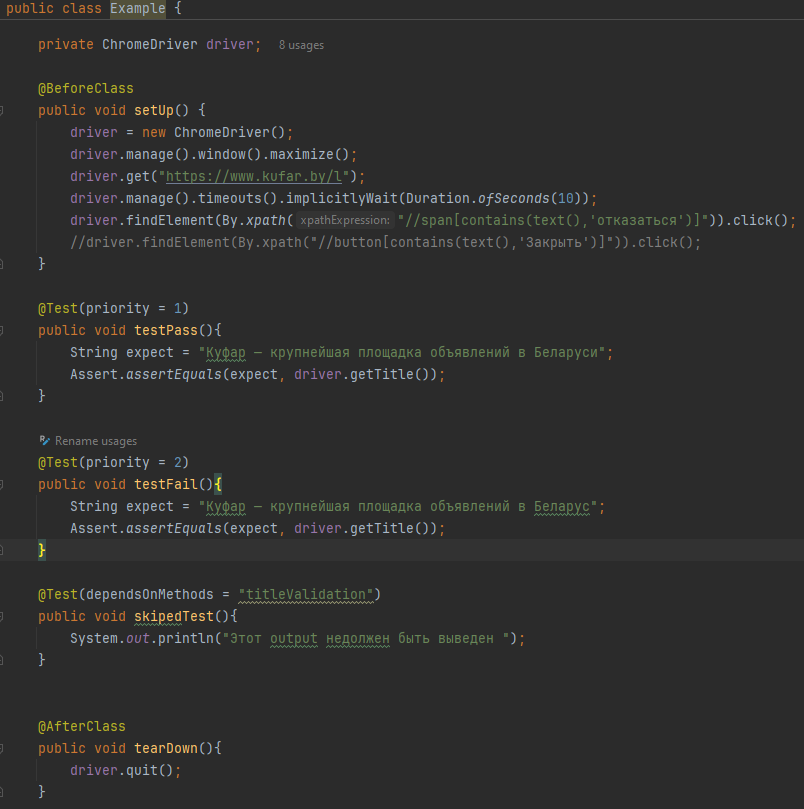 public class Example {
private ChromeDriver driver; 8 usages
@BeforeClass
public void setUp() {
driver = new ChromeDriver();
driver.manage().window().maximize();
driver.get("https://www.kufar.by/l");
driver.manage().timeouts().implicitlyWait(Duration.ofSeconds(10));
driver.findElement(By.xpath( xpathExpression: "//span[contains(text(),'отказаться')]")).click();
//driver.findElement(By.xpath("//button[contains(text(),'Закрыть')]")).click();
}
@Test(priority = 1)
public void testPass(){
String expect = "Куфар — крупнейшая площадка объявлений в Беларуси";
Assert.assertEquals(expect, driver.getTitle());
}
Rename usages
@Test(priority = 2)
public void testFail(){
String expect = "Куфар — крупнейшая площадка объявлений в Беларус";
Assert.assertEquals(expect, driver.getTitle());
}
@Test(dependsOnMethods = "titleValidation")
public void skipedTest(){
System.out.println("Этот output недолжен быть выведен ");
}
@AfterClass
public void tearDown(){
driver.quit();
}